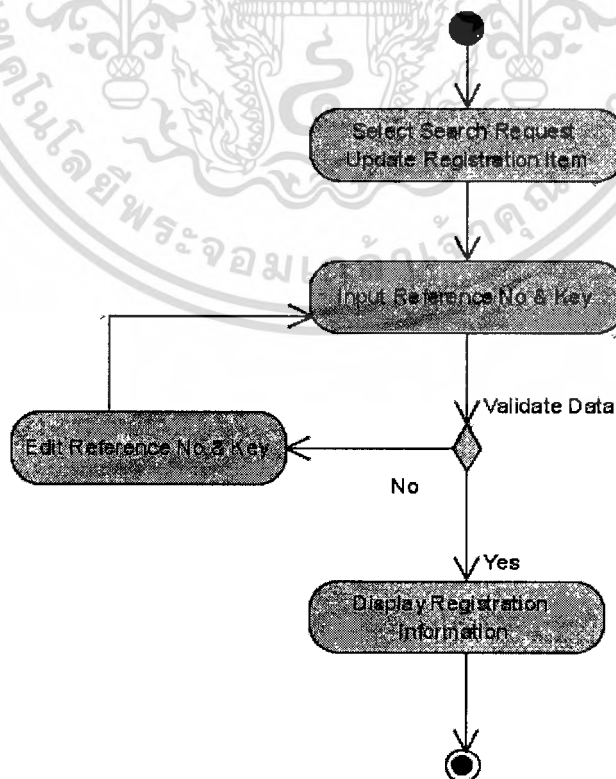 Select Search Request
Update Registration Item
Input Reference No & Key
Validate Data
Edit Reference No & Key
No
Yes
Display Registration
Information